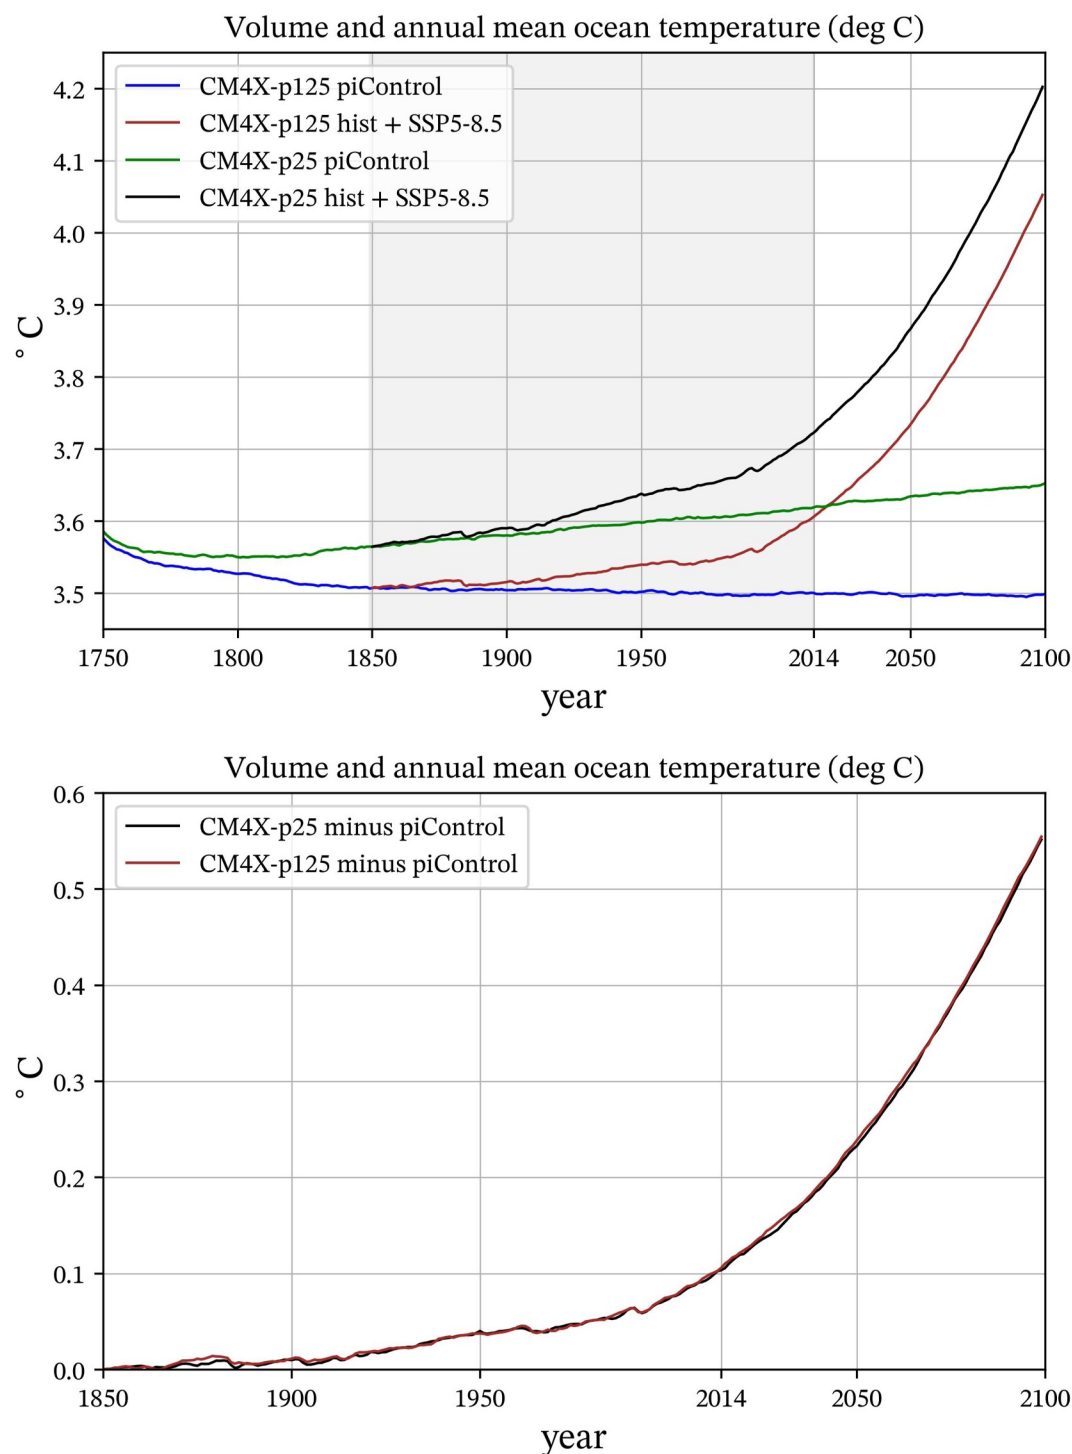 Volume and annual mean ocean temperature (deg C)
CM4X-p125 piControl
CM4X-p125 hist + SSP5-8.5
CM4X-p25 piControl
CM4X-p25 hist + SSP5-8.5
4.2
4.1
4.0
3.9
3.8
3.7
3.6
3.5
° C
1750 1800 1850 1900 1950 2014 2050 2100
year
Volume and annual mean ocean temperature (deg C)
CM4X-p25 minus piControl
CM4X-p125 minus piControl
0.6
0.5
0.4
0.3
0.2
0.1
0.0
° C
1850 1900 1950 2014 2050 2100
year